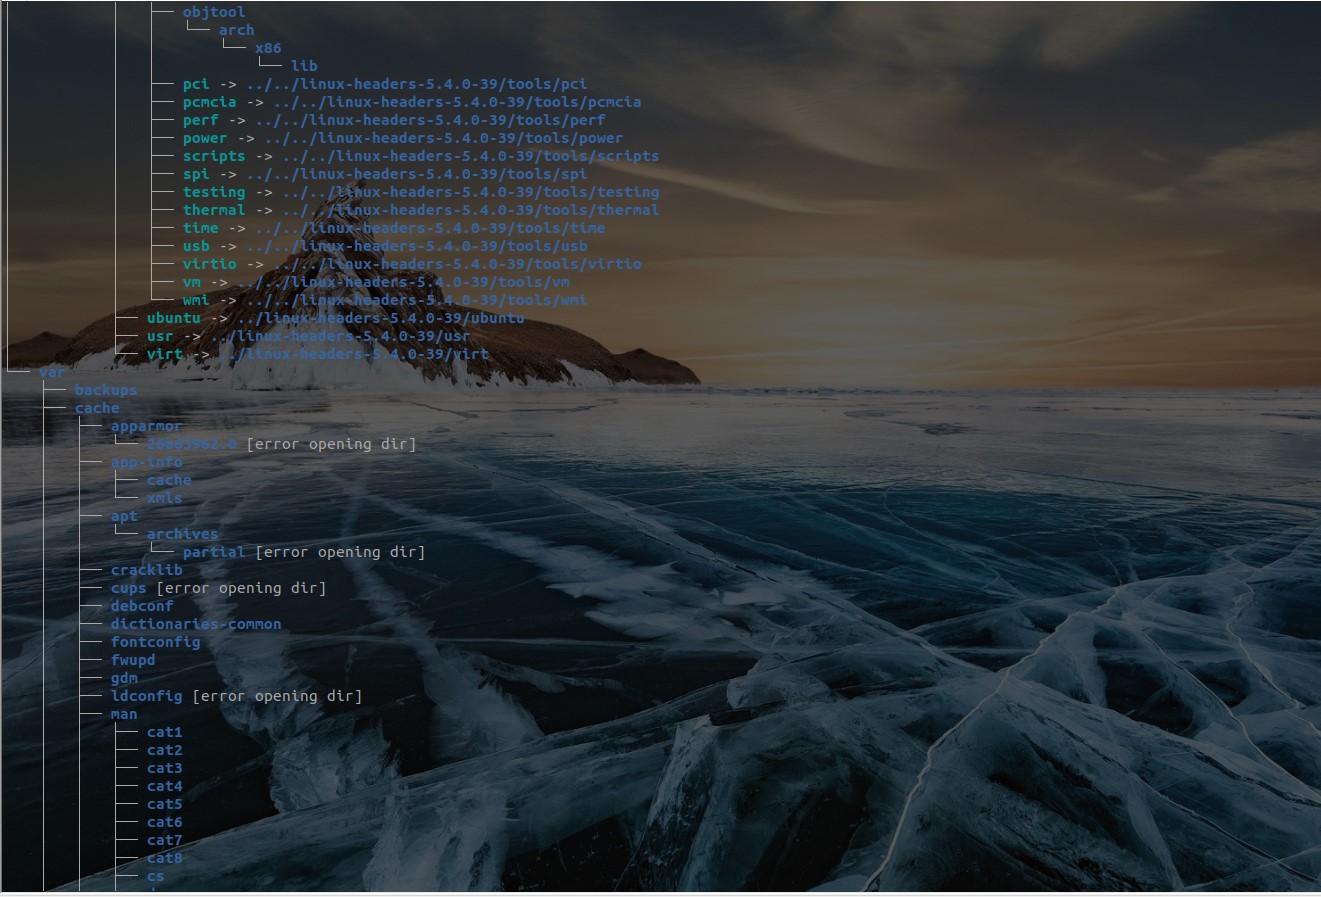 objtool
arch
x86
lib
pci -> ../../linux-headers-5.4.0-39/tools/pci
pcmcia -> ../../linux-headers-5.4.0-39/tools/pcmcia
perf -> ../../linux-headers-5.4.0-39/tools/perf
power -> ../../linux-headers-5.4.0-39/tools/power
scripts -> ../../linux-headers-5.4.0-39/tools/scripts
spi -> ../../linux-headers-5.4.0-39/tools/spi
testing -> ../../linux-headers-5.4.0-39/tools/testing
thermal -> ../../linux-headers-5.4.0-39/tools/thermal
time -> ../../linux-headers-5.4.0-39/tools/time
usb -> ../../linux-headers-5.4.0-39/tools/usb
virtio -> ../../linux-headers-5.4.0-39/tools/virtio
vm -> ../../linux-headers-5.4.0-39/tools/vm
wmi -> ../../linux-headers-5.4.0-39/tools/wmi
ubuntu -> ../linux-headers-5.4.0-39/ubuntu
usr -> ../linux-headers-5.4.0-39/usr
virt -> ../linux-headers-5.4.0-39/virt
var
backups
cache
apparmor
26b63962.0 [error opening dir]
app-info
cache
xmls
apt
archives
partial [error opening dir]
cracklib
cups [error opening dir]
debconf
dictionaries-common
fontconfig
fwupd
gdm
ldconfig [error opening dir]
man
cat1
cat2
cat3
cat4
cat5
cat6
cat7
cat8
cs